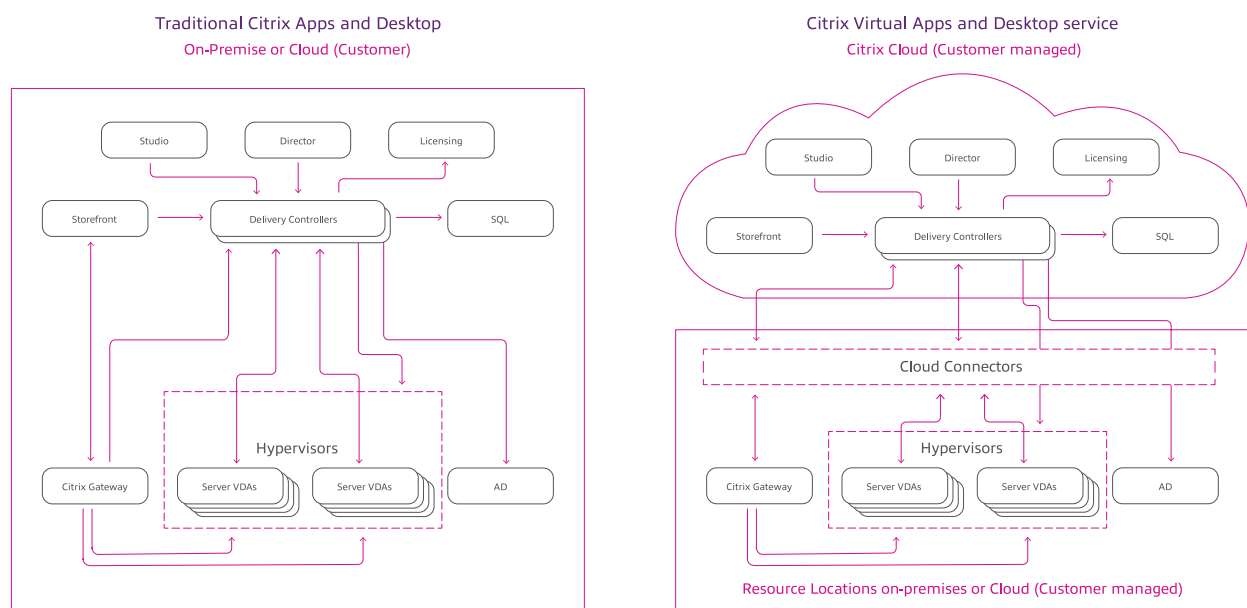 Traditional Citrix Apps and Desktop
On-Premise or Cloud (Customer)
Studio
Director
Licensing
Storefront
Delivery Controllers
SQL
Hypervisors
Citrix Gateway
Server VDAs
Server VDAs
AD
Citrix Virtual Apps and Desktop service
Citrix Cloud (Customer managed)
Studio
Director
Licensing
Storefront
Delivery Controllers
SQL
Cloud Connectors
Hypervisors
Citrix Gateway
Server VDAs
Server VDAs
AD
Resource Locations on-premises or Cloud (Customer managed)